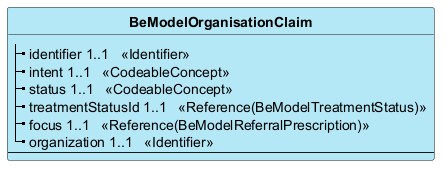 BeModelOrganisationClaim
identifier 1..1 «Identifier»
intent 1..1 «CodeableConcept»
status 1..1 «CodeableConcept»
treatmentStatusId 1..1 «Reference(BeModelTreatmentStatus)»
focus 1..1 «Reference(BeModelReferralPrescription)»
organization 1..1 «Identifier»